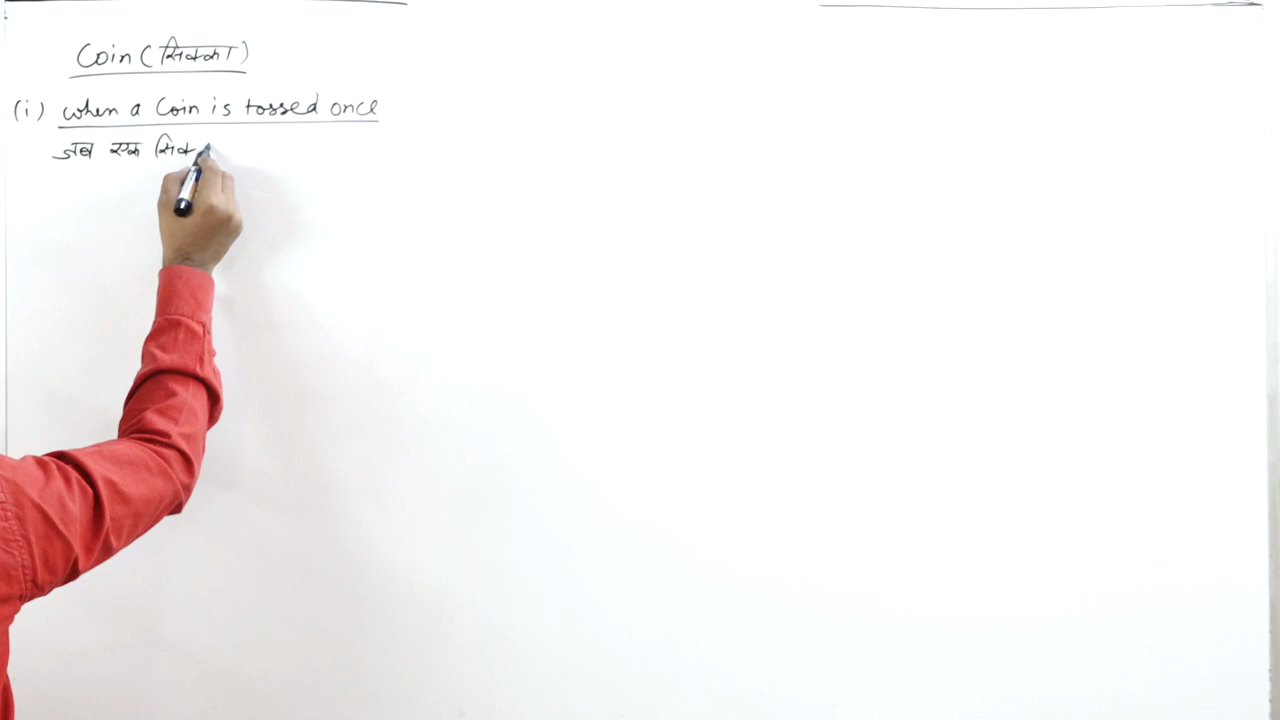 Coin (सिक्का)
(i) when a Coin is tossed once
जब एक